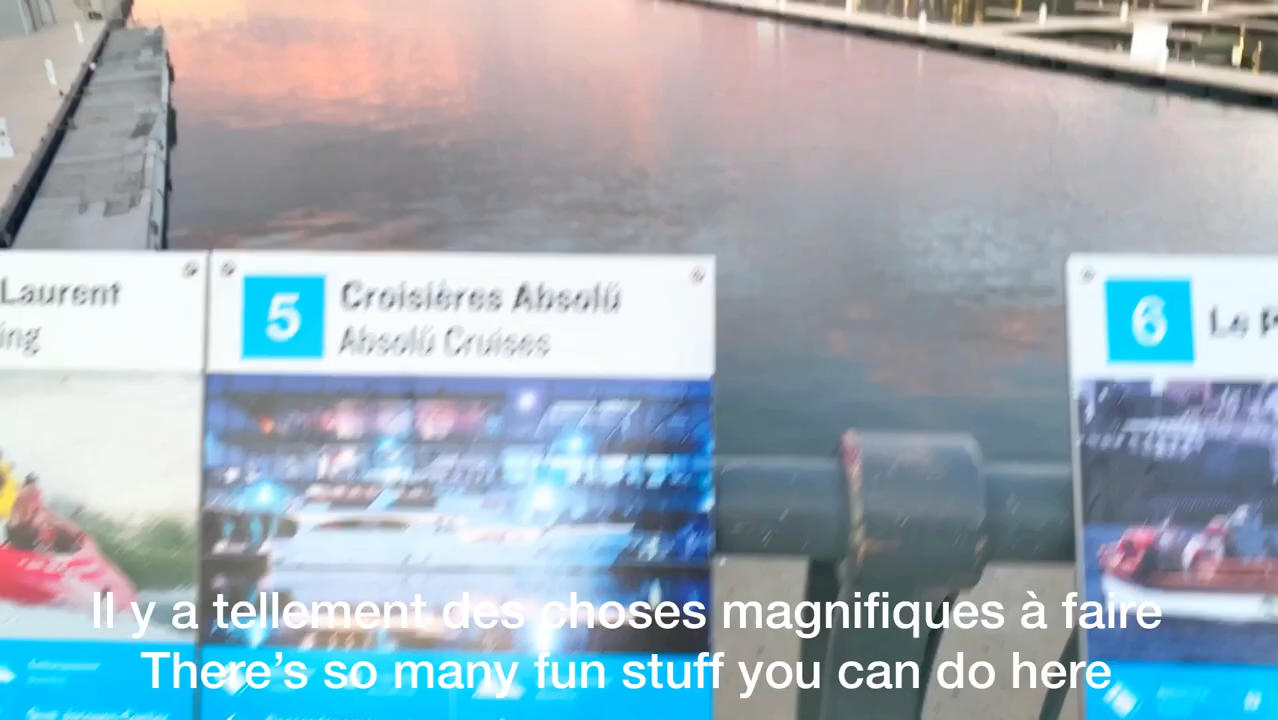 Laurent
ing
5
Croisières Absolü
Absolü Cruises
6
Le
Il y a tellement des choses magnifiques à faire
There's so many fun stuff you can do here